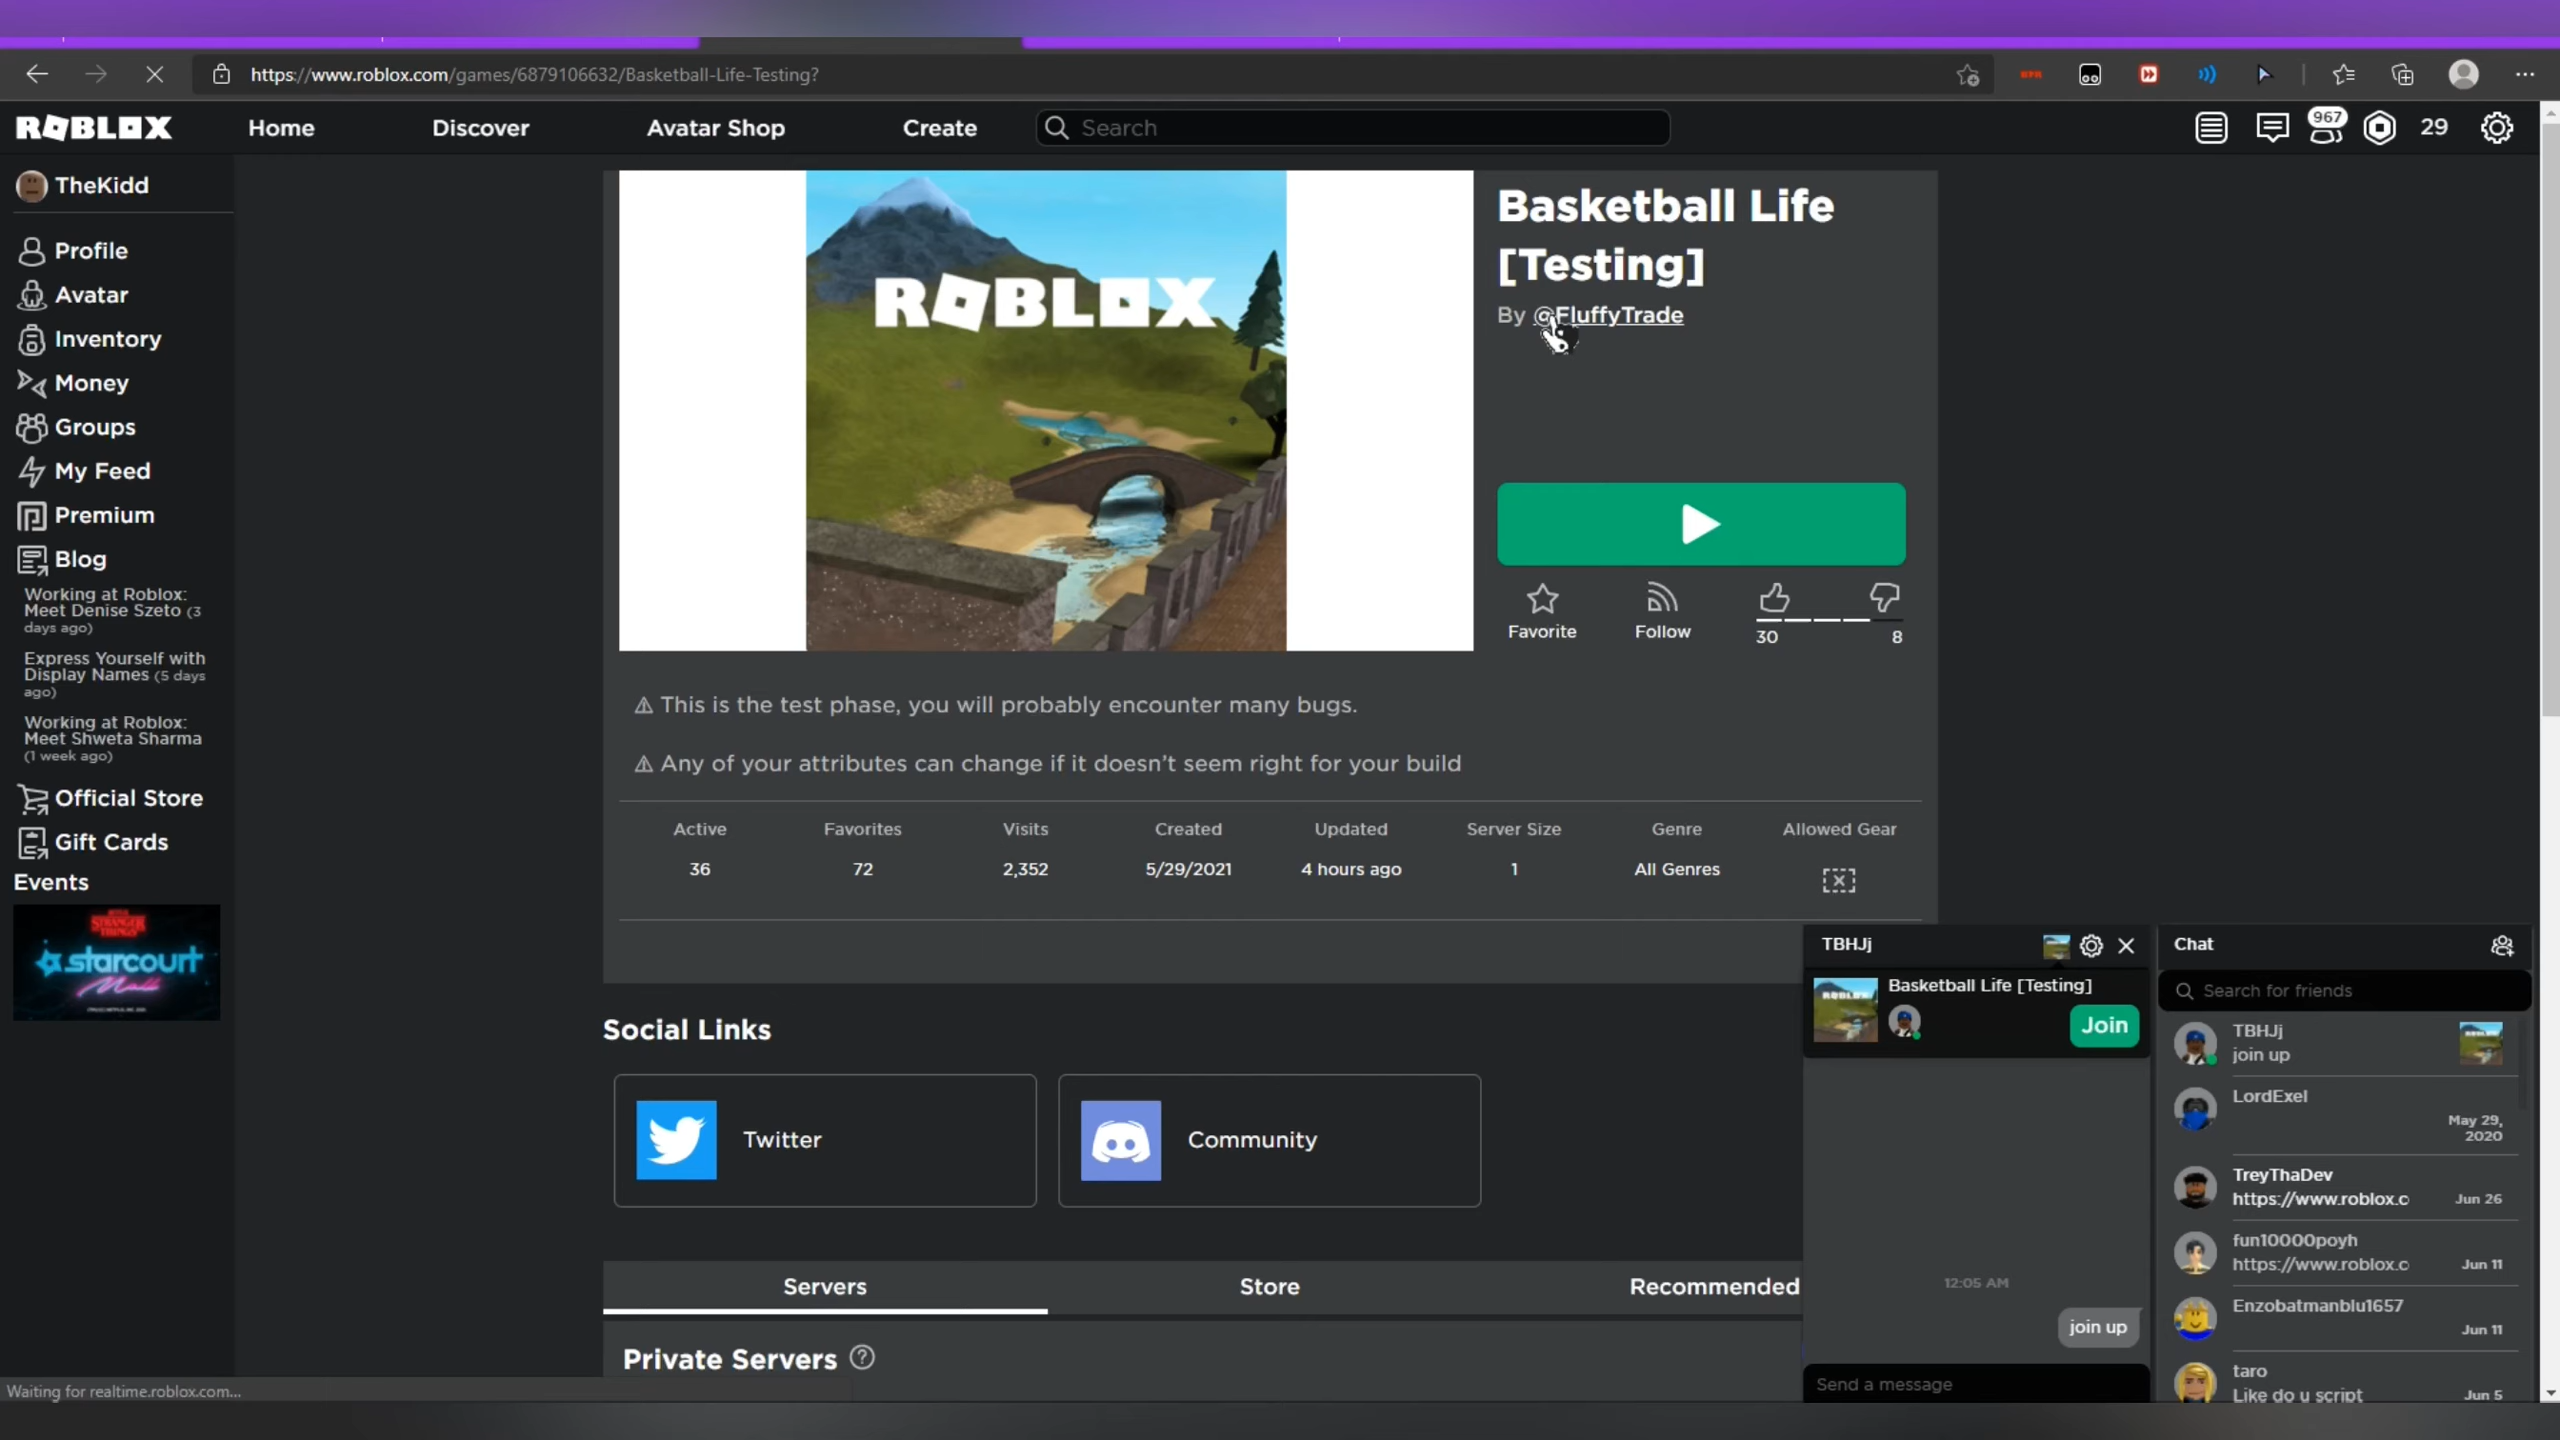 https://www.roblox.com/games/6879106632/Basketball-Life-Testing?
ROBLOX
Home
Discover
Avatar Shop
Create
Search
967
29
TheKidd
Profile
Avatar
Inventory
Money
Groups
My Feed
Premium
Blog
Working at Roblox:
Meet Denise Szeto (3
days ago)
Express Yourself with
Display Names (5 days
ago)
Working at Roblox:
Meet Shweta Sharma
(1 week ago)
Official Store
Gift Cards
Events
STRANGER
THINGS
starcourt
Mall
ROBLOX
Basketball Life
[Testing]
By @FluffyTrade
Favorite
Follow
30
8
⚠ This is the test phase, you will probably encounter many bugs.
⚠ Any of your attributes can change if it doesn't seem right for your build
Active
Favorites
Visits
Created
Updated
Server Size
Genre
Allowed Gear
36
72
2,352
5/29/2021
4 hours ago
1
All Genres
Social Links
Twitter
Community
Servers
Store
Recommended
Private Servers
TBHJj
Basketball Life [Testing]
Join
12:05 AM
join up
Send a message
Chat
Search for friends
TBHJj
join up
LordExel
May 29,
2020
TreyThaDev
https://www.roblox.c
Jun 26
fun10000poyh
https://www.roblox.c
Jun 11
Enzobatmanblu1657
Jun 11
taro
Like do u script
Jun 5
Waiting for realtime.roblox.com...